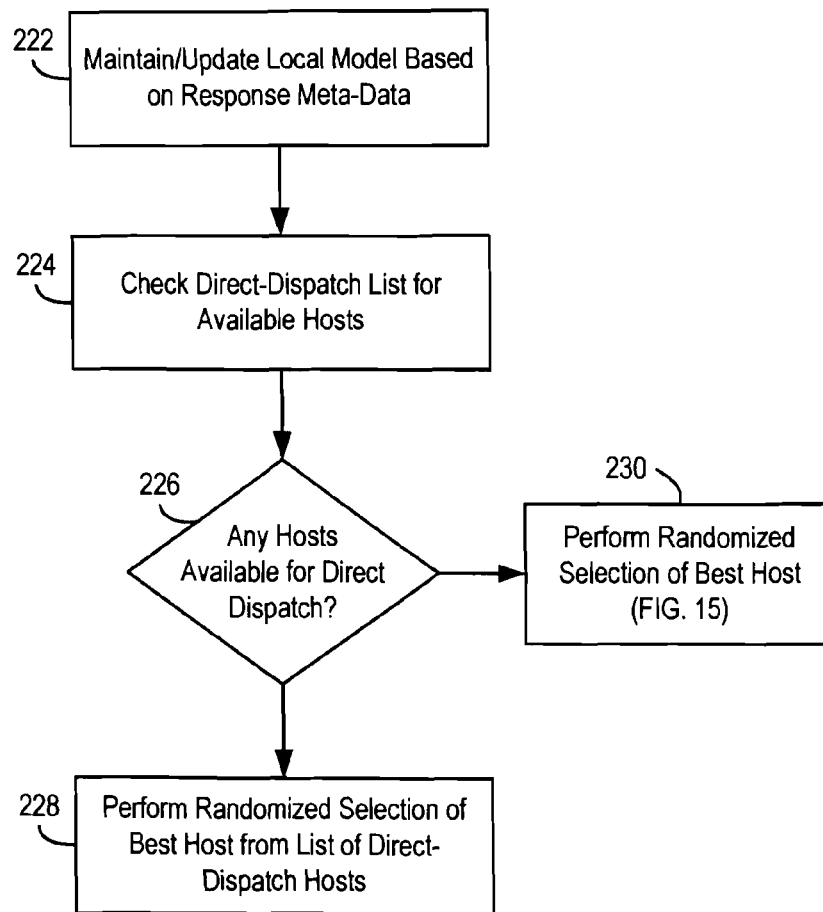 222
Maintain/Update Local Model Based
on Response Meta-Data
224
Check Direct-Dispatch List for
Available Hosts
226
Any Hosts
Available for Direct
Dispatch?
230
Perform Randomized
Selection of Best Host
(FIG. 15)
228
Perform Randomized Selection of
Best Host from List of Direct-
Dispatch Hosts